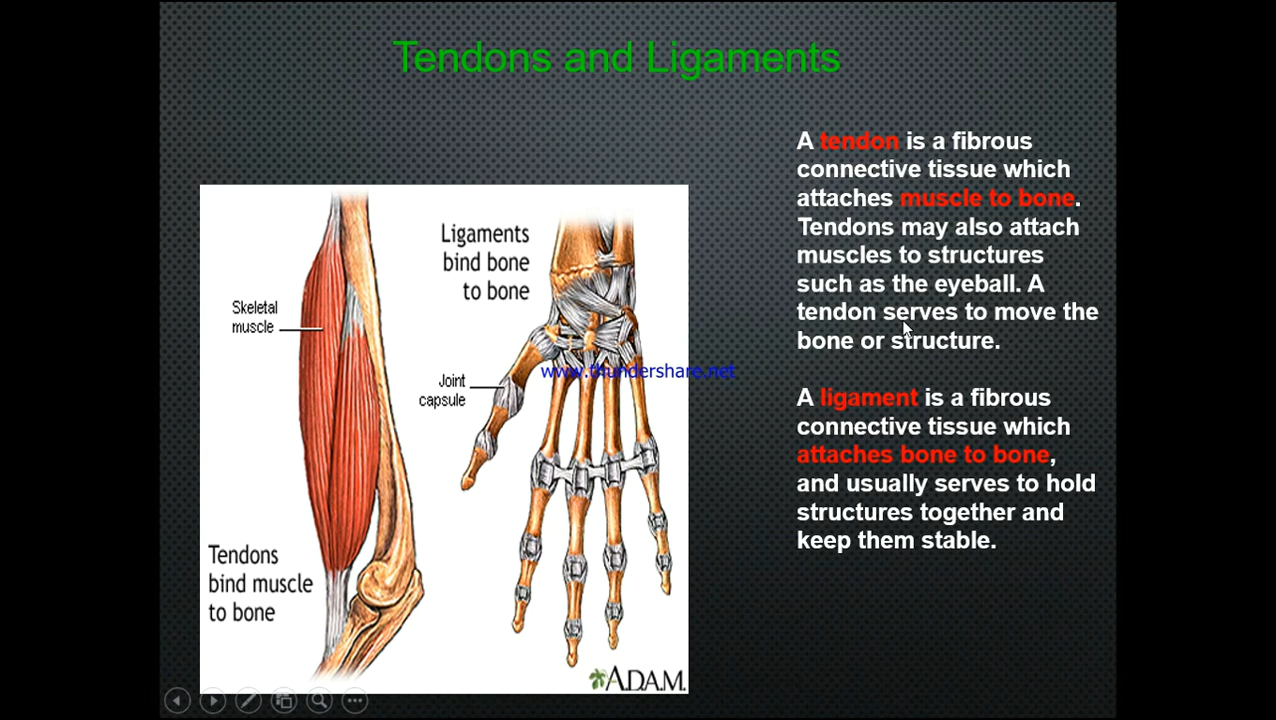 Tendons and Ligaments
A tendon is a fibrous
connective tissue which
attaches muscle to bone.
Tendons may also attach
muscles to structures
such as the eyeball. A
tendon serves to move the
bone or structure.
A ligament is a fibrous
connective tissue which
attaches bone to bone,
and usually serves to hold
structures together and
keep them stable.
Ligaments
bind bone
to bone
Skeletal
muscle
www.thundershare.net
Joint
capsule
Tendons
bind muscle
to bone
A.D.A.M.